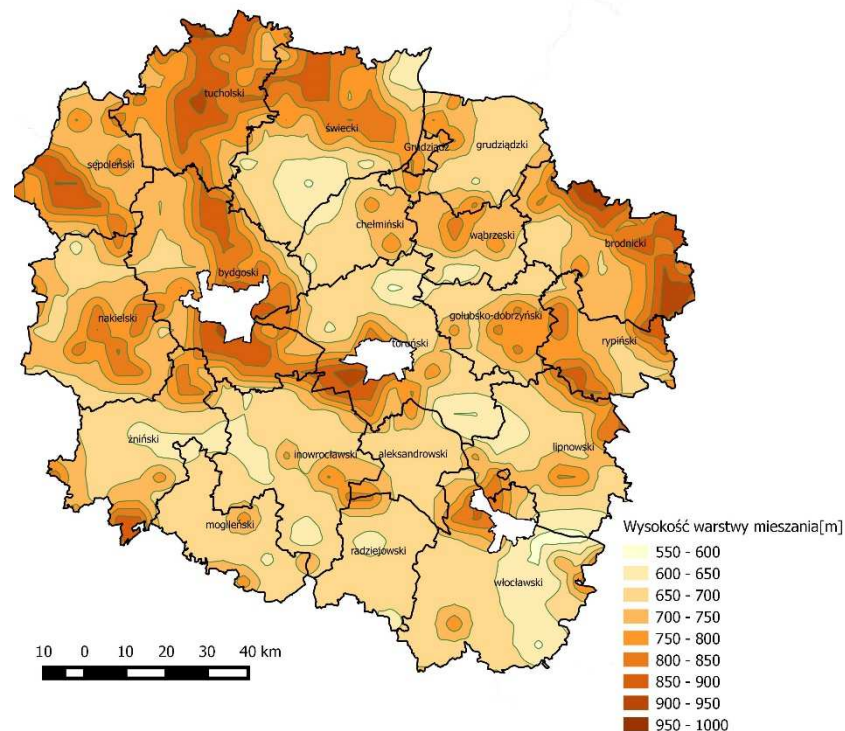 tucholski
świecki
Grudziądz
grudziądzki
sępoleński
chełmiński
wąbrzeski
brodnicki
bydgoski
nakielski
golubsko-dobrzyński
toruński
rypiński
żniński
inowrocławski
aleksandrowski
lipnowski
mogileński
radziejowski
włocławski
Wysokość warstwy mieszania[m]
550 - 600
600 - 650
650 - 700
700 - 750
750 - 800
800 - 850
850 - 900
900 - 950
950 - 1000
10 0 10 20 30 40 km